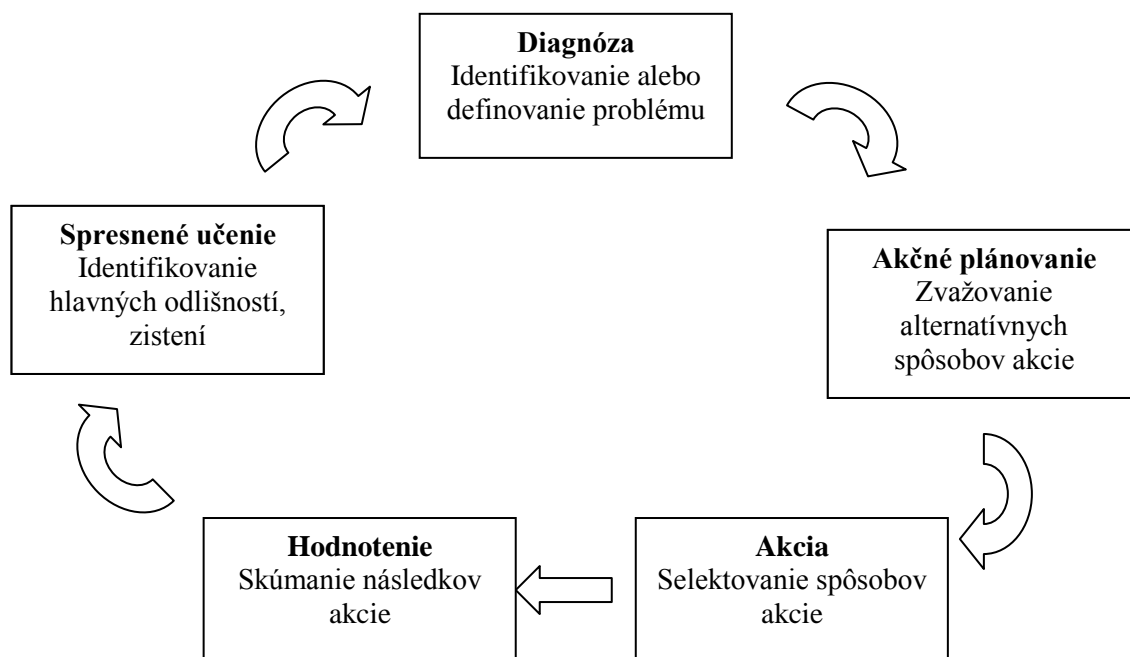 Diagnóza
Identifikovanie alebo
definovanie problému
Akčné plánovanie
Zvažovanie
alternatívnych
spôsobov akcie
Akcia
Selektovanie spôsobov
akcie
Hodnotenie
Skúmanie následkov
akcie
Spresnené učenie
Identifikovanie
hlavných odlišností,
zistení